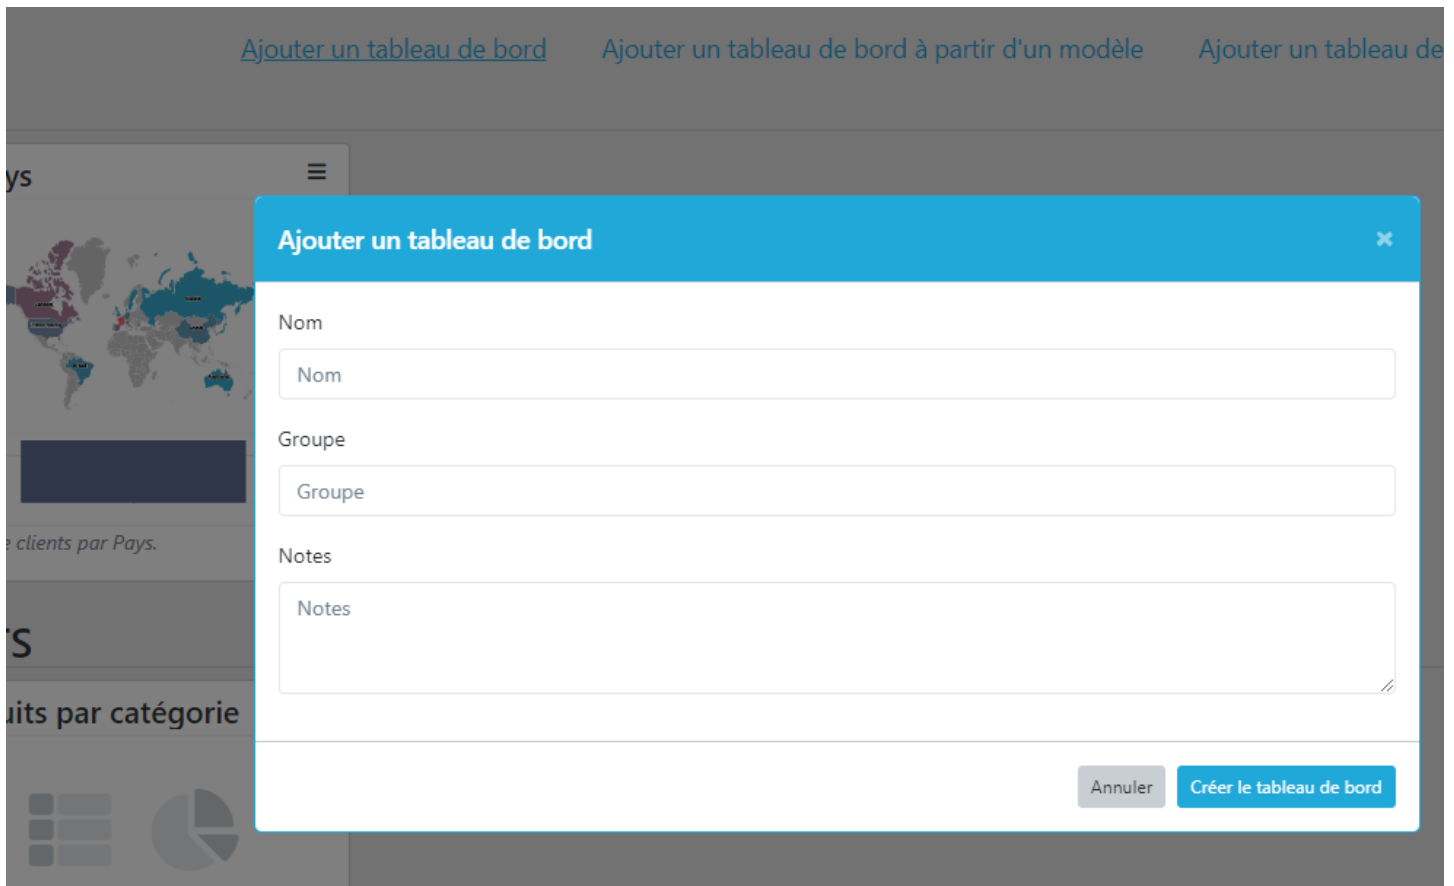 Ajouter un tableau de bord
Ajouter un tableau de bord à partir d'un modèle
Ajouter un tableau de
ys
Ajouter un tableau de bord
Nom
Nom
Groupe
Groupe
clients par Pays.
Notes
Notes
its par catégorie
Annuler
Créer le tableau de bord